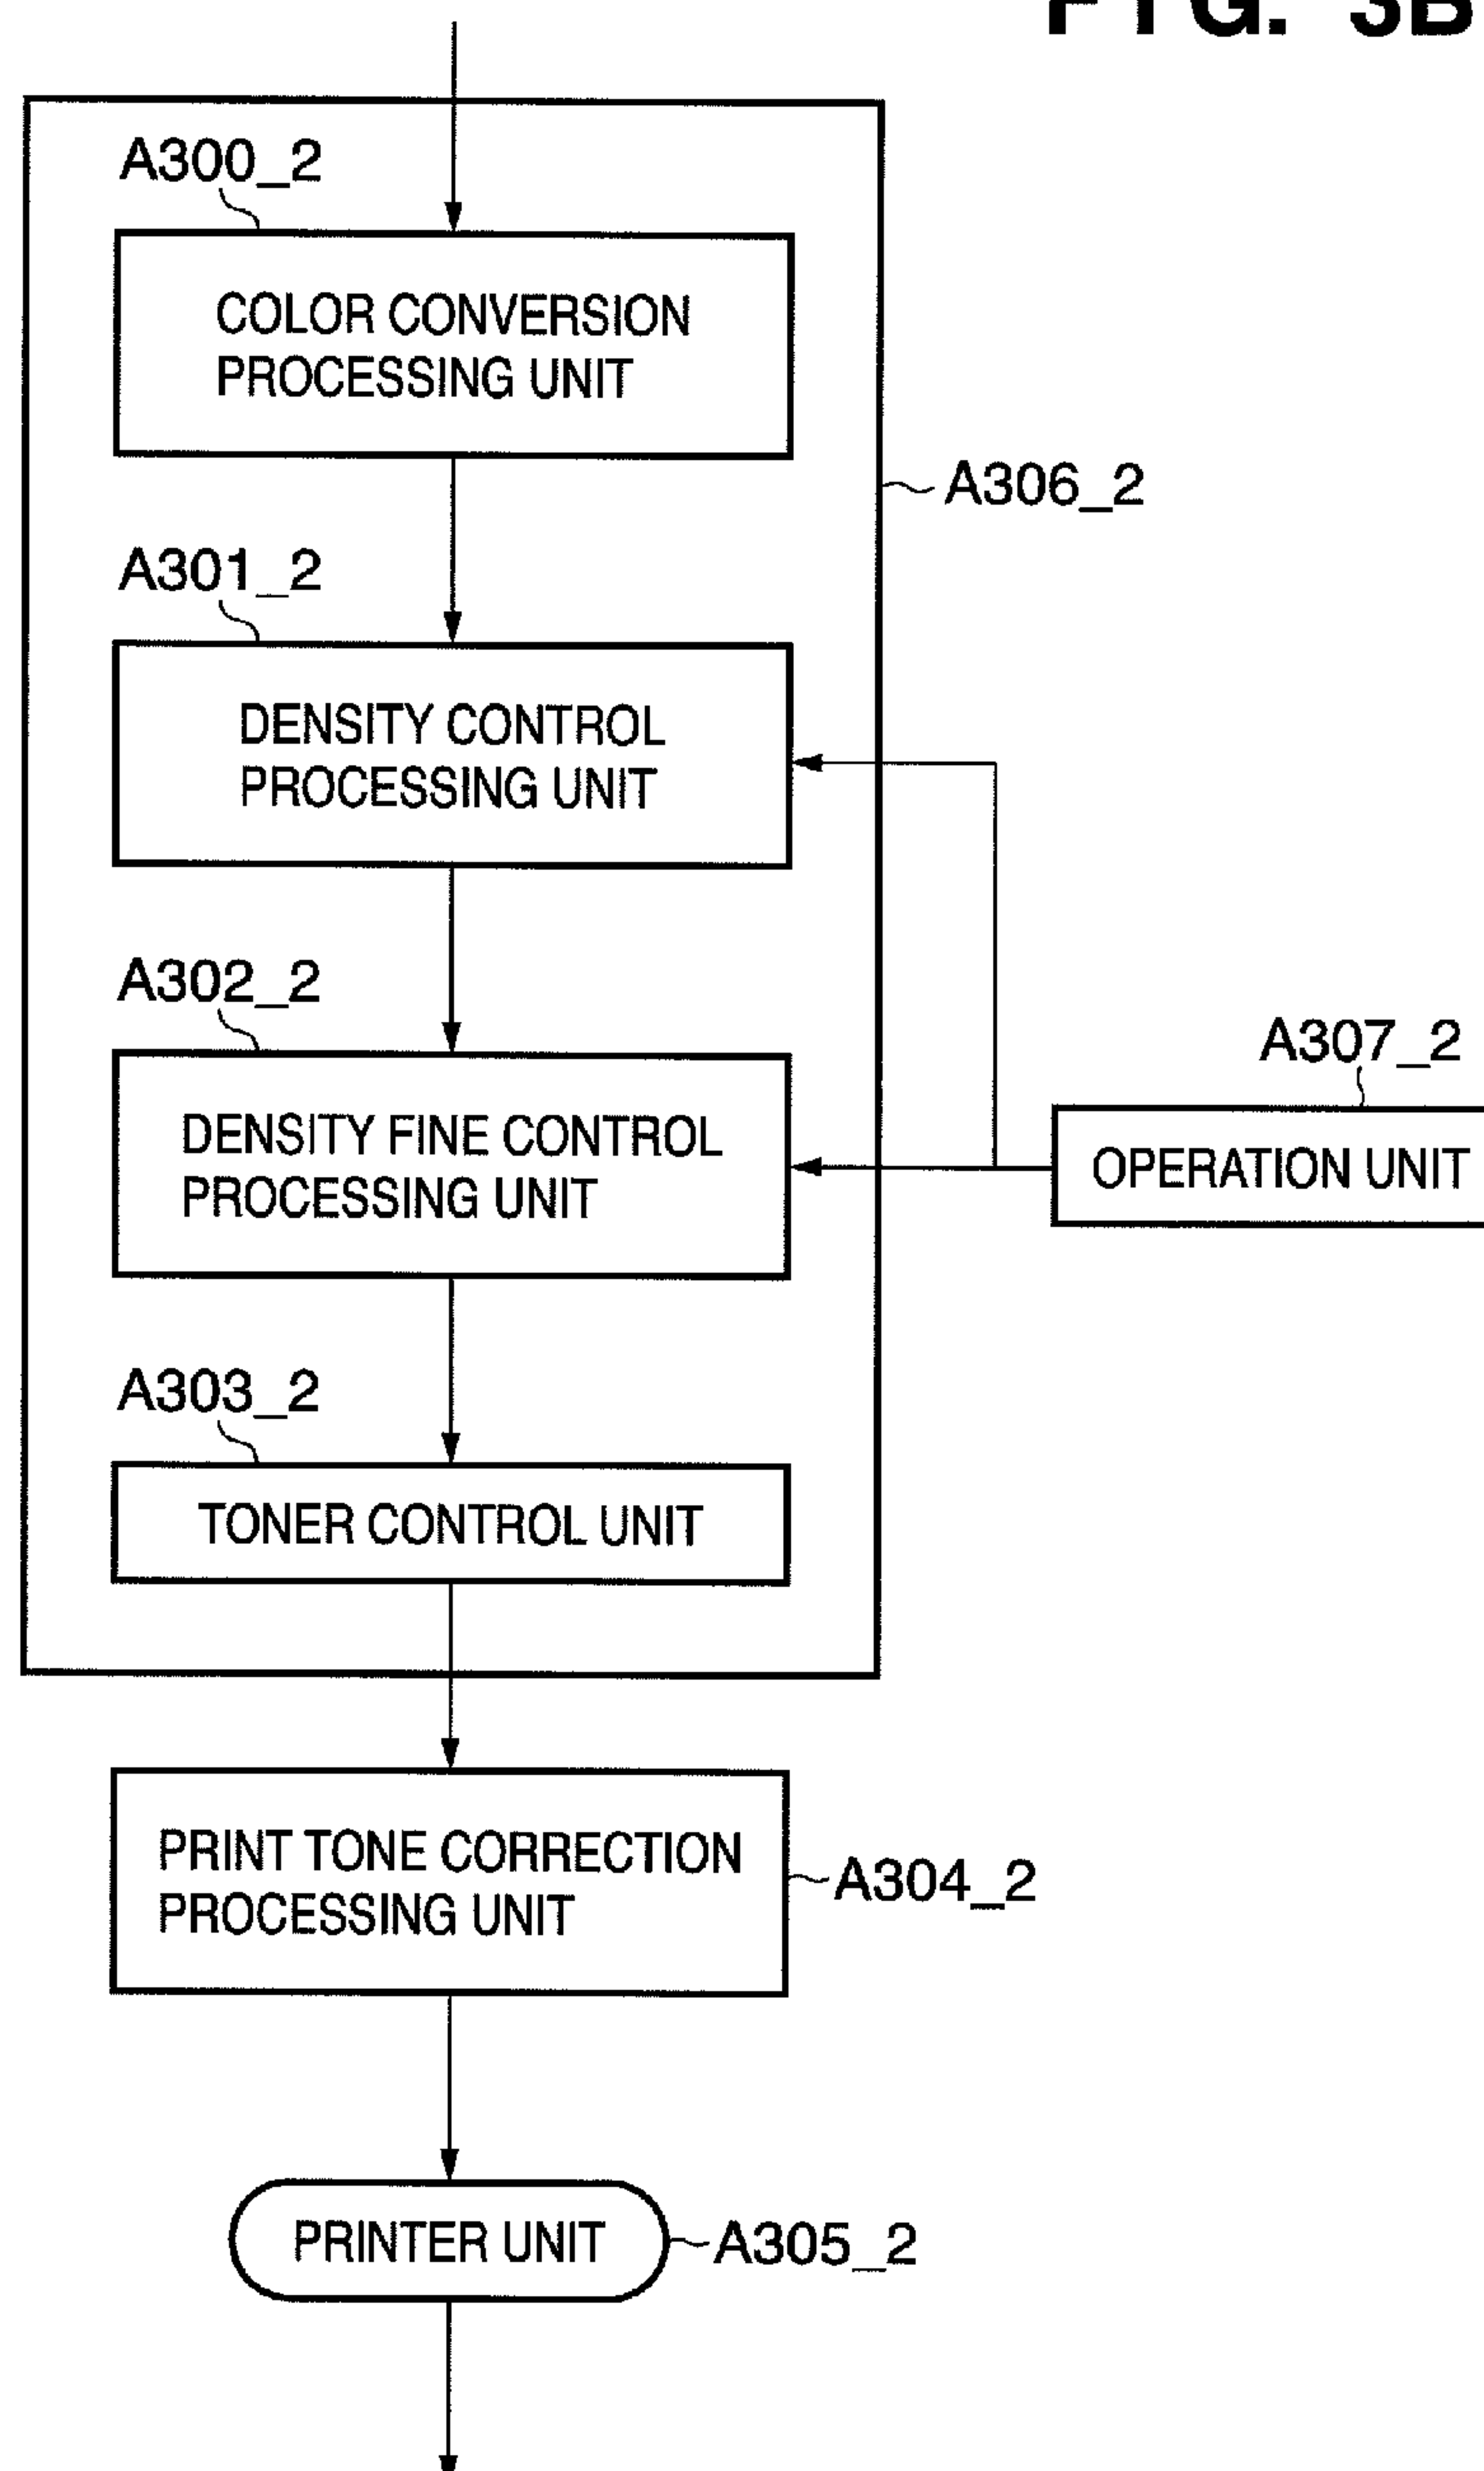 FIG. 3B
A300_2
COLOR CONVERSION
PROCESSING UNIT
A306_2
A301_2
DENSITY CONTROL
PROCESSING UNIT
A302_2
DENSITY FINE CONTROL
PROCESSING UNIT
A307_2
OPERATION UNIT
A303_2
TONER CONTROL UNIT
PRINT TONE CORRECTION
PROCESSING UNIT
A304_2
PRINTER UNIT
A305_2